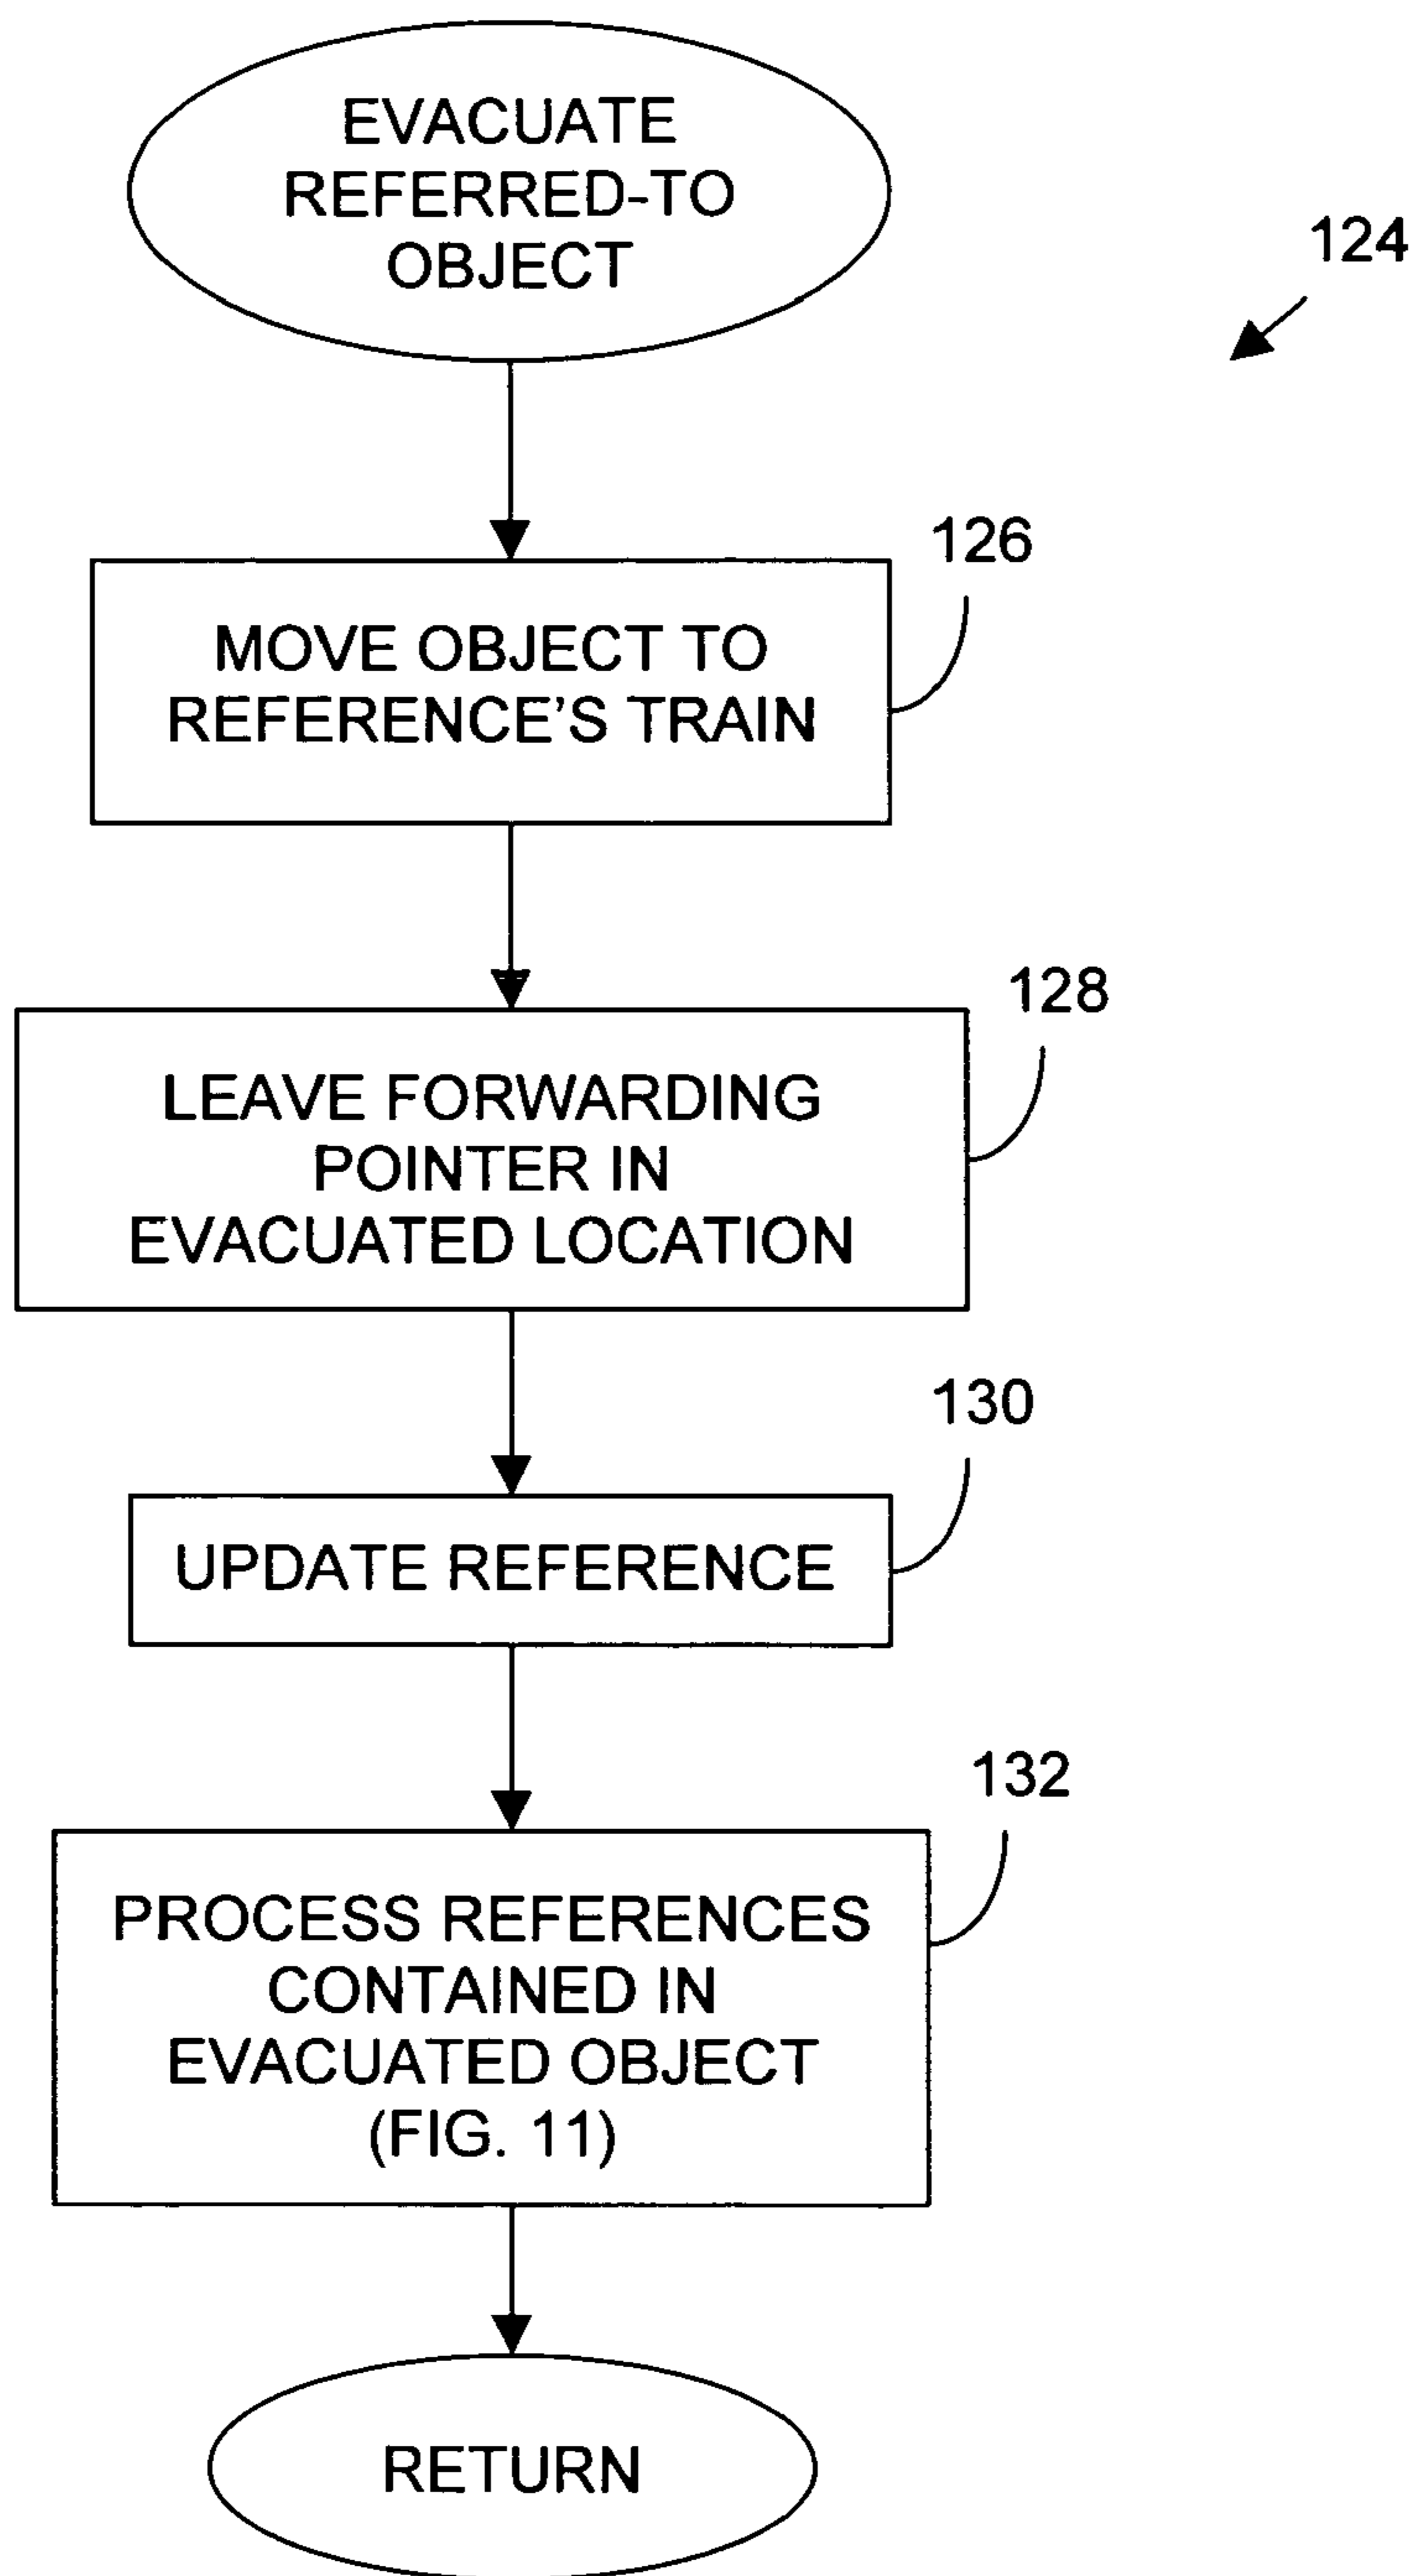 EVACUATE
REFERRED-TO
OBJECT
124
126
MOVE OBJECT TO
REFERENCE'S TRAIN
128
LEAVE FORWARDING
POINTER IN
EVACUATED LOCATION
130
UPDATE REFERENCE
132
PROCESS REFERENCES
CONTAINED IN
EVACUATED OBJECT
(FIG. 11)
RETURN